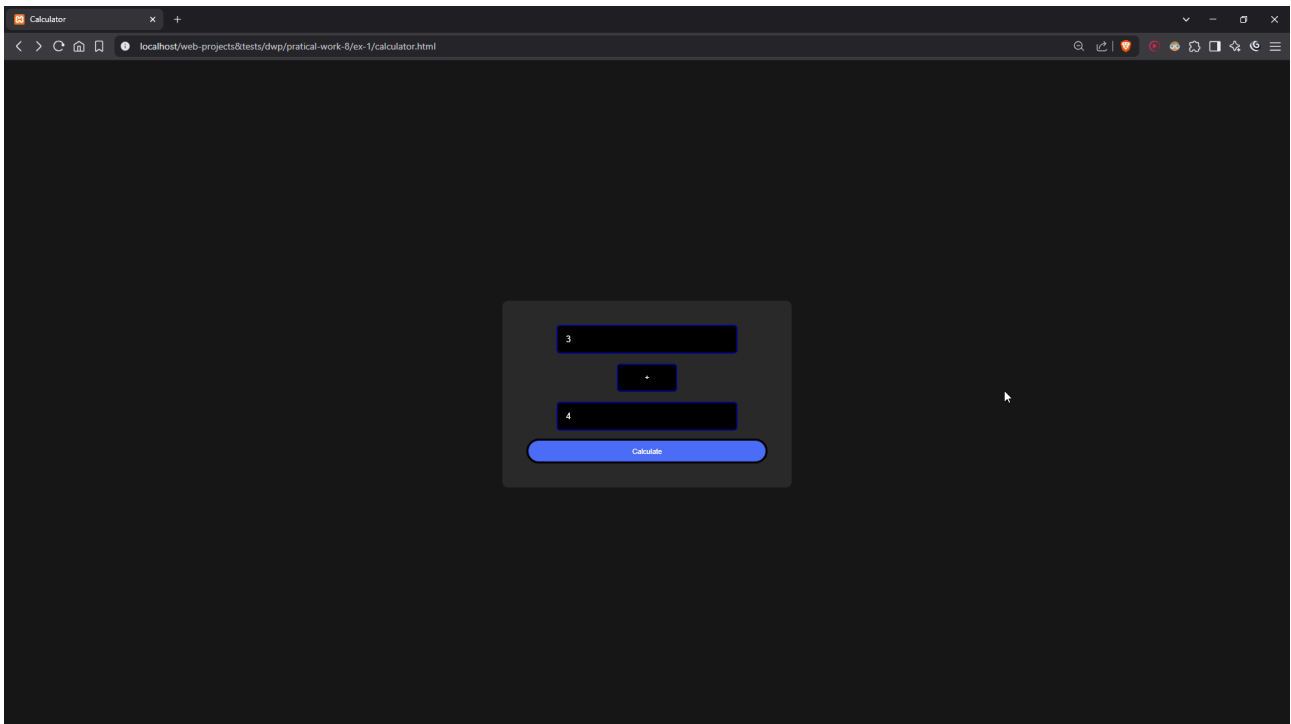 Calculator
localhost/web-projects&tests/dwp/pratical-work-8/ex-1/calculator.html
3
+
4
Calculate